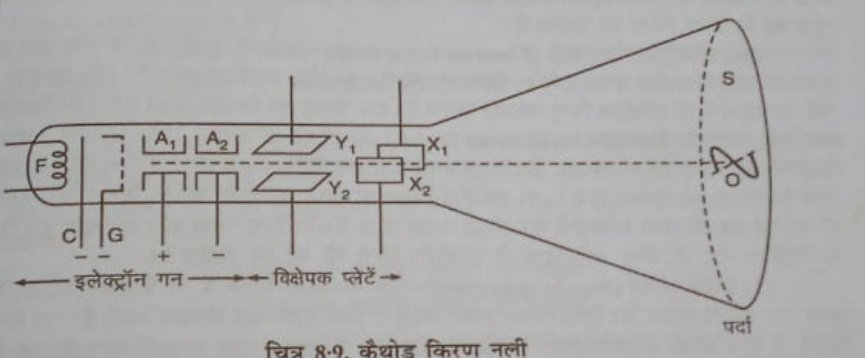 S
A₁ A₂
F Y₁ X₁
O
Y₂ X₂
C G
− − + −
इलेक्ट्रॉन गन विक्षेपक प्लेटें
पर्दा
चित्र 8·9. कैथोड किरण नली